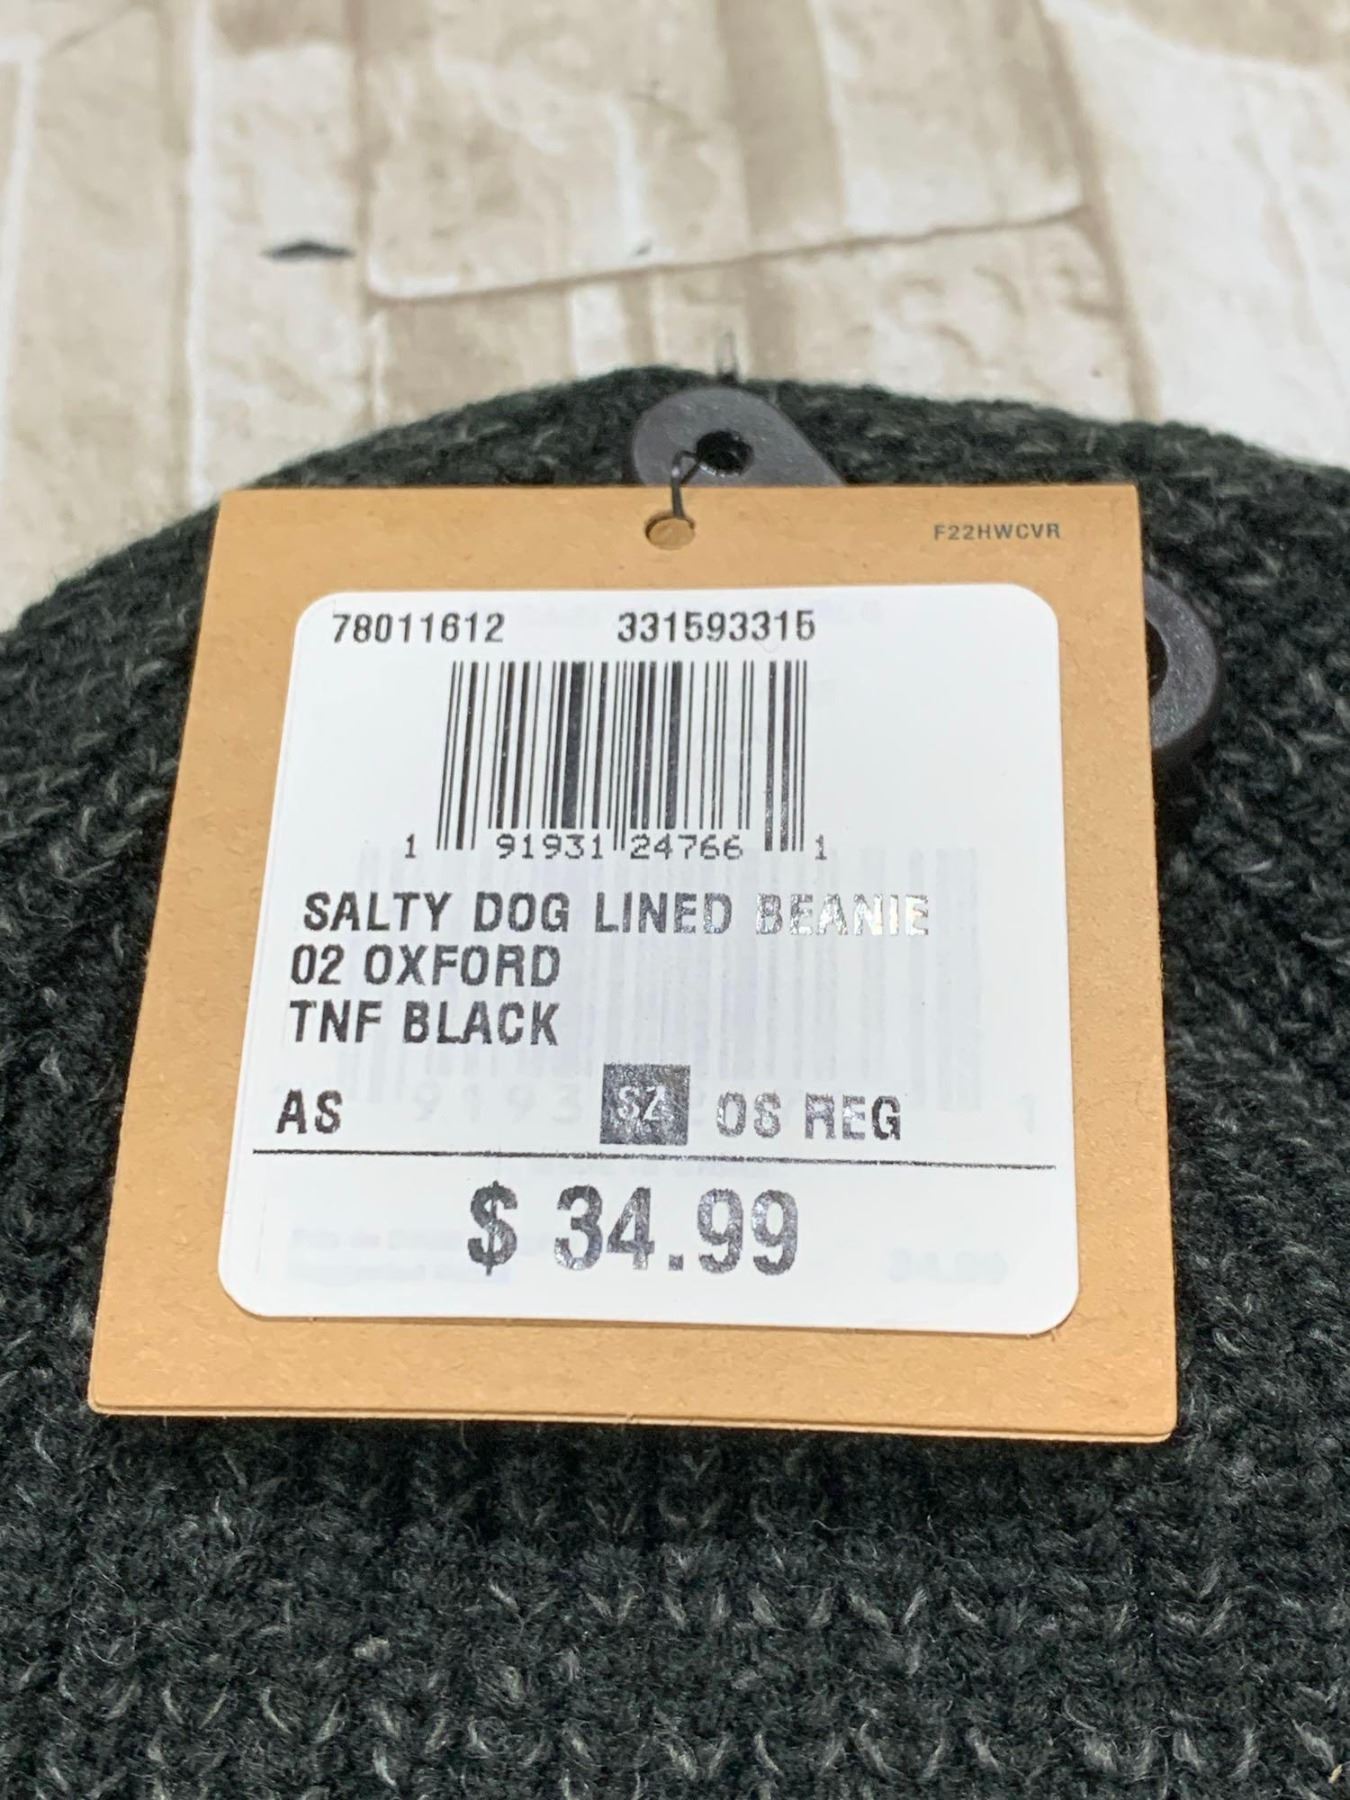 F22HWCVR
78011612 331593315
1 91931 24766 1
SALTY DOG LINED BEANIE
02 OXFORD
TNF BLACK
AS SZ OS REG
$ 34.99